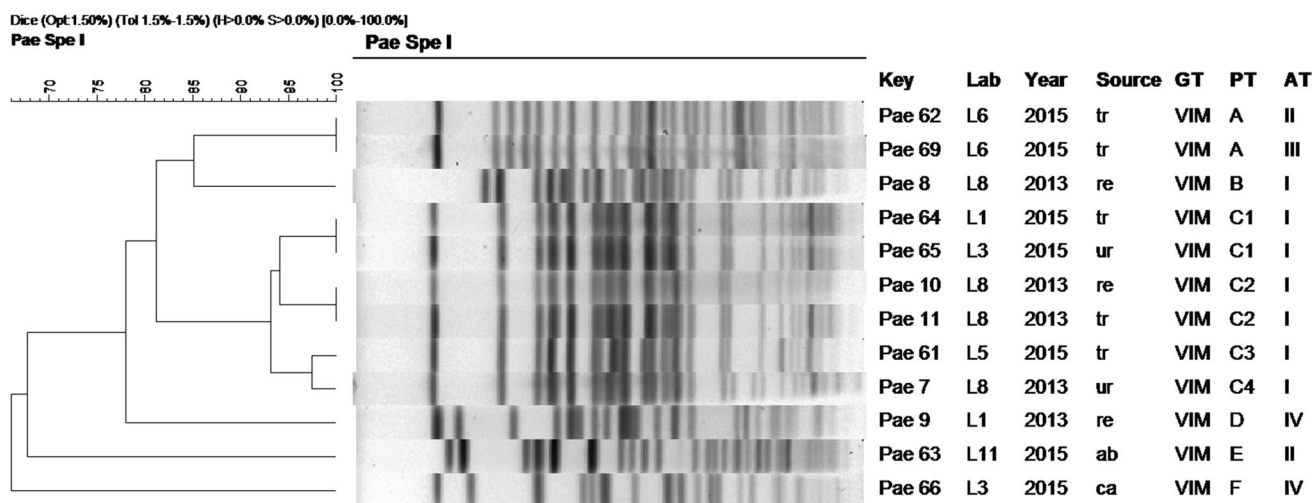 Dice (Opt:1.50%) (Tol 1.5%-1.5%) (H>0.0% S>0.0%) [0.0%-100.0%]
Pae Spe I Pae Spe I
70 75 80 85 90 95 100
Key Lab Year Source GT PT AT
Pae 62 L6 2015 tr VIM A II
Pae 69 L6 2015 tr VIM A III
Pae 8 L8 2013 re VIM B I
Pae 64 L1 2015 tr VIM C1 I
Pae 65 L3 2015 ur VIM C1 I
Pae 10 L8 2013 re VIM C2 I
Pae 11 L8 2013 tr VIM C2 I
Pae 61 L5 2015 tr VIM C3 I
Pae 7 L8 2013 ur VIM C4 I
Pae 9 L1 2013 re VIM D IV
Pae 63 L11 2015 ab VIM E II
Pae 66 L3 2015 ca VIM F IV